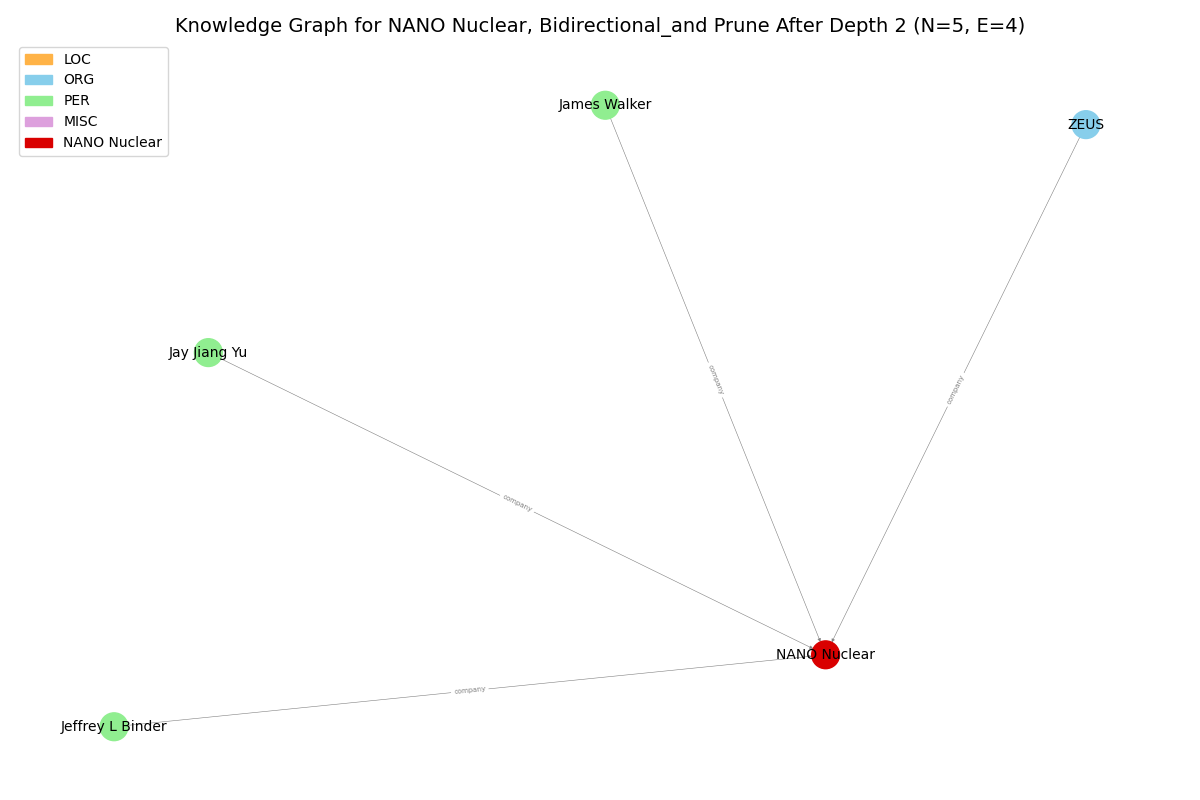 Knowledge Graph for NANO Nuclear, Bidirectional_and Prune After Depth 2 (N=5, E=4)
LOC
ORG
PER
MISC
NANO Nuclear
James Walker
ZEUS
Jay Jiang Yu
company
company
company
NANO Nuclear
company
Jeffrey L Binder